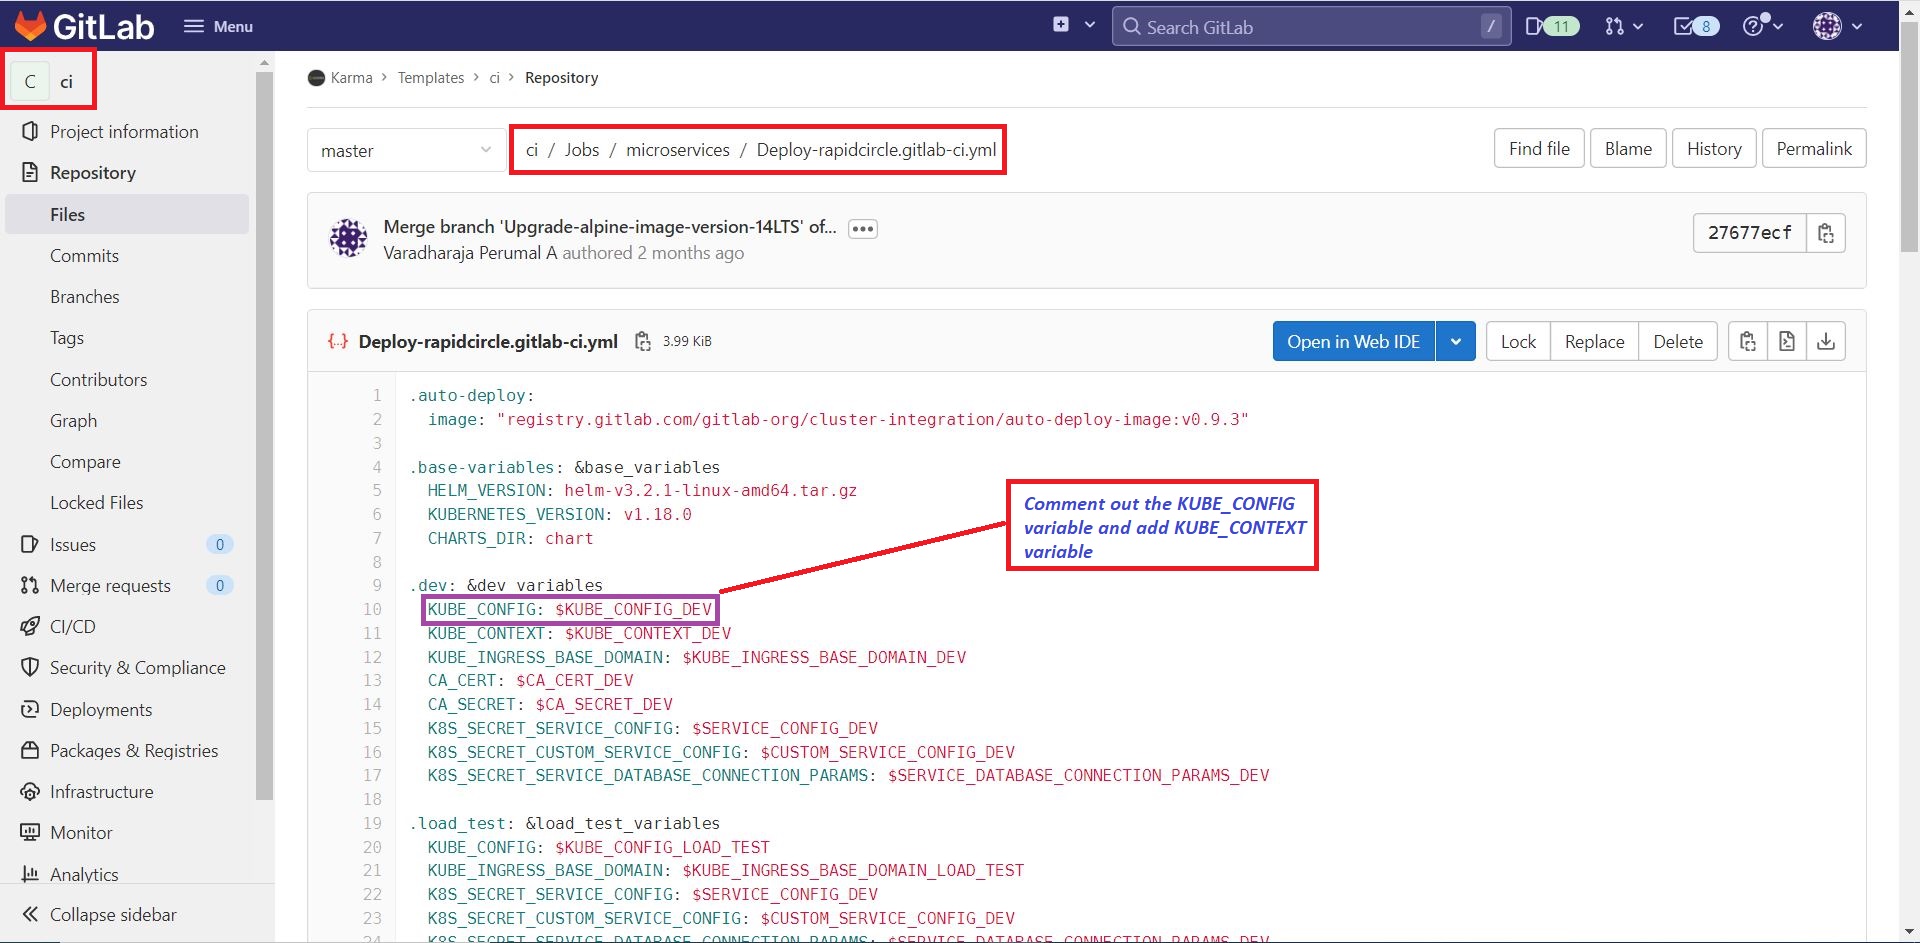 GitLab
Menu
Search GitLab
/
11
8
C ci
Project information
Repository
Files
Commits
Branches
Tags
Contributors
Graph
Compare
Locked Files
Issues 0
Merge requests 0
CI/CD
Security & Compliance
Deployments
Packages & Registries
Infrastructure
Monitor
Analytics
Collapse sidebar
Karma > Templates > ci > Repository
master
ci / Jobs / microservices / Deploy-rapidcircle.gitlab-ci.yml
Find file
Blame
History
Permalink
Merge branch 'Upgrade-alpine-image-version-14LTS' of...
Varadharaja Perumal A authored 2 months ago
27677ecf
Deploy-rapidcircle.gitlab-ci.yml 3.99 KiB
Open in Web IDE
Lock
Replace
Delete
1 .auto-deploy:
2 image: "registry.gitlab.com/gitlab-org/cluster-integration/auto-deploy-image:v0.9.3"
3
4 .base-variables: &base_variables
5 HELM_VERSION: helm-v3.2.1-linux-amd64.tar.gz
6 KUBERNETES_VERSION: v1.18.0
7 CHARTS_DIR: chart
8
9 .dev: &dev_variables
10 KUBE_CONFIG: $KUBE_CONFIG_DEV
11 KUBE_CONTEXT: $KUBE_CONTEXT_DEV
12 KUBE_INGRESS_BASE_DOMAIN: $KUBE_INGRESS_BASE_DOMAIN_DEV
13 CA_CERT: $CA_CERT_DEV
14 CA_SECRET: $CA_SECRET_DEV
15 K8S_SECRET_SERVICE_CONFIG: $SERVICE_CONFIG_DEV
16 K8S_SECRET_CUSTOM_SERVICE_CONFIG: $CUSTOM_SERVICE_CONFIG_DEV
17 K8S_SECRET_SERVICE_DATABASE_CONNECTION_PARAMS: $SERVICE_DATABASE_CONNECTION_PARAMS_DEV
18
19 .load_test: &load_test_variables
20 KUBE_CONFIG: $KUBE_CONFIG_LOAD_TEST
21 KUBE_INGRESS_BASE_DOMAIN: $KUBE_INGRESS_BASE_DOMAIN_LOAD_TEST
22 K8S_SECRET_SERVICE_CONFIG: $SERVICE_CONFIG_DEV
23 K8S_SECRET_CUSTOM_SERVICE_CONFIG: $CUSTOM_SERVICE_CONFIG_DEV
24 K8S_SECRET_SERVICE_DATABASE_CONNECTION_PARAMS: $SERVICE_DATABASE_CONNECTION_PARAMS_DEV
Comment out the KUBE_CONFIG
variable and add KUBE_CONTEXT
variable